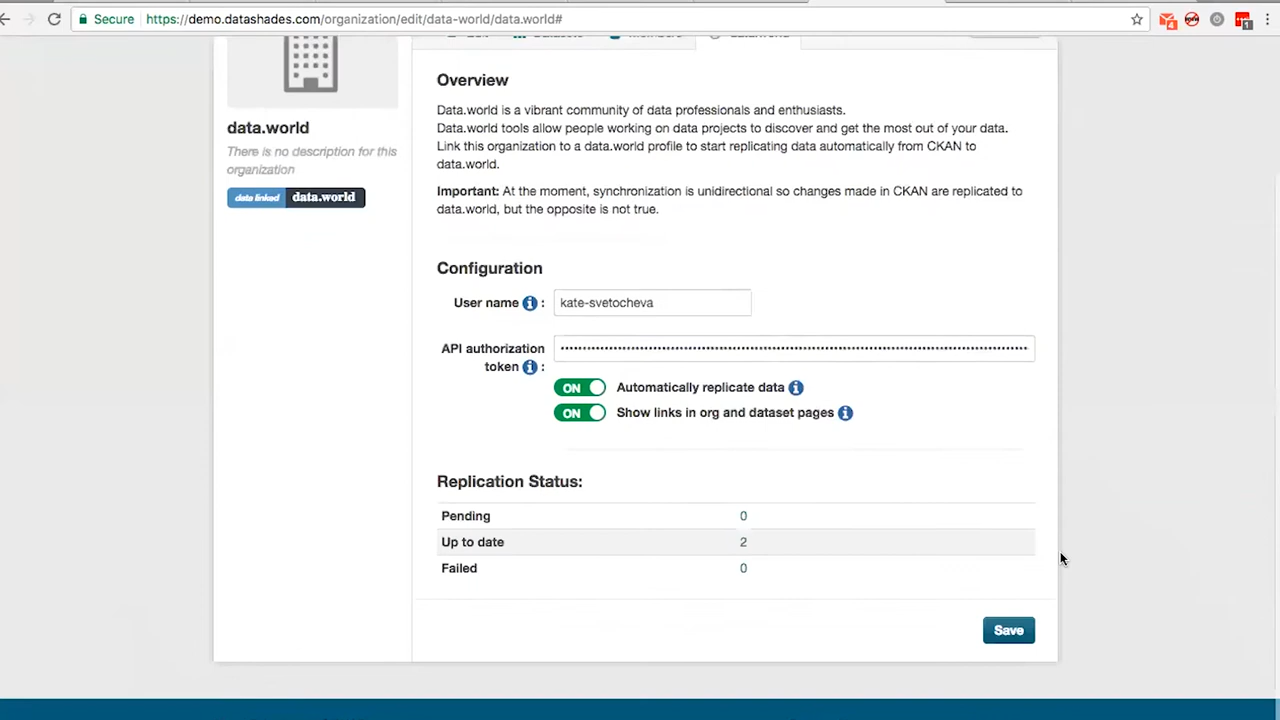 Secure https://demo.datashades.com/organization/edit/data-world/data.world#
Overview
Data.world is a vibrant community of data professionals and enthusiasts.
Data.world tools allow people working on data projects to discover and get the most out of your data.
Link this organization to a data.world profile to start replicating data automatically from CKAN to
data.world.
Important: At the moment, synchronization is unidirectional so changes made in CKAN are replicated to
data.world, but the opposite is not true.
data.world
There is no description for this
organization
data linked data.world
Configuration
User name i : kate-svetocheva
API authorization
token i :
ON Automatically replicate data i
ON Show links in org and dataset pages i
Replication Status:
Pending 0
Up to date 2
Failed 0
Save